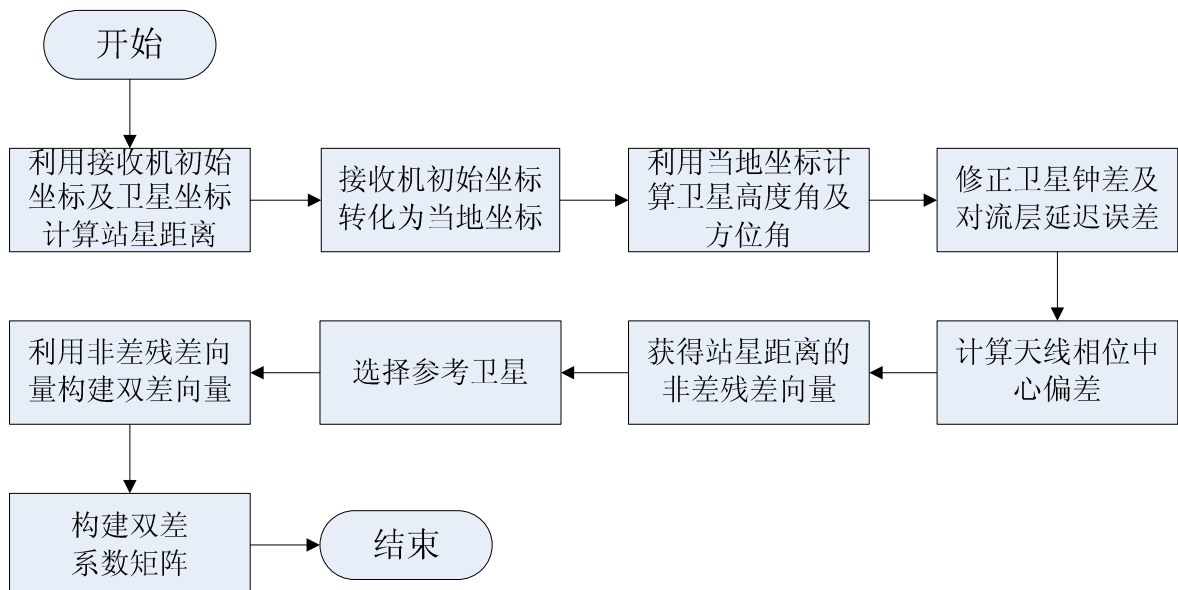 开始
利用接收机初始
坐标及卫星坐标
计算站星距离
接收机初始坐标
转化为当地坐标
利用当地坐标计
算卫星高度角及
方位角
修正卫星钟差及
对流层延迟误差
计算天线相位中
心偏差
获得站星距离的
非差残差向量
选择参考卫星
利用非差残差向
量构建双差向量
构建双差
系数矩阵
结束